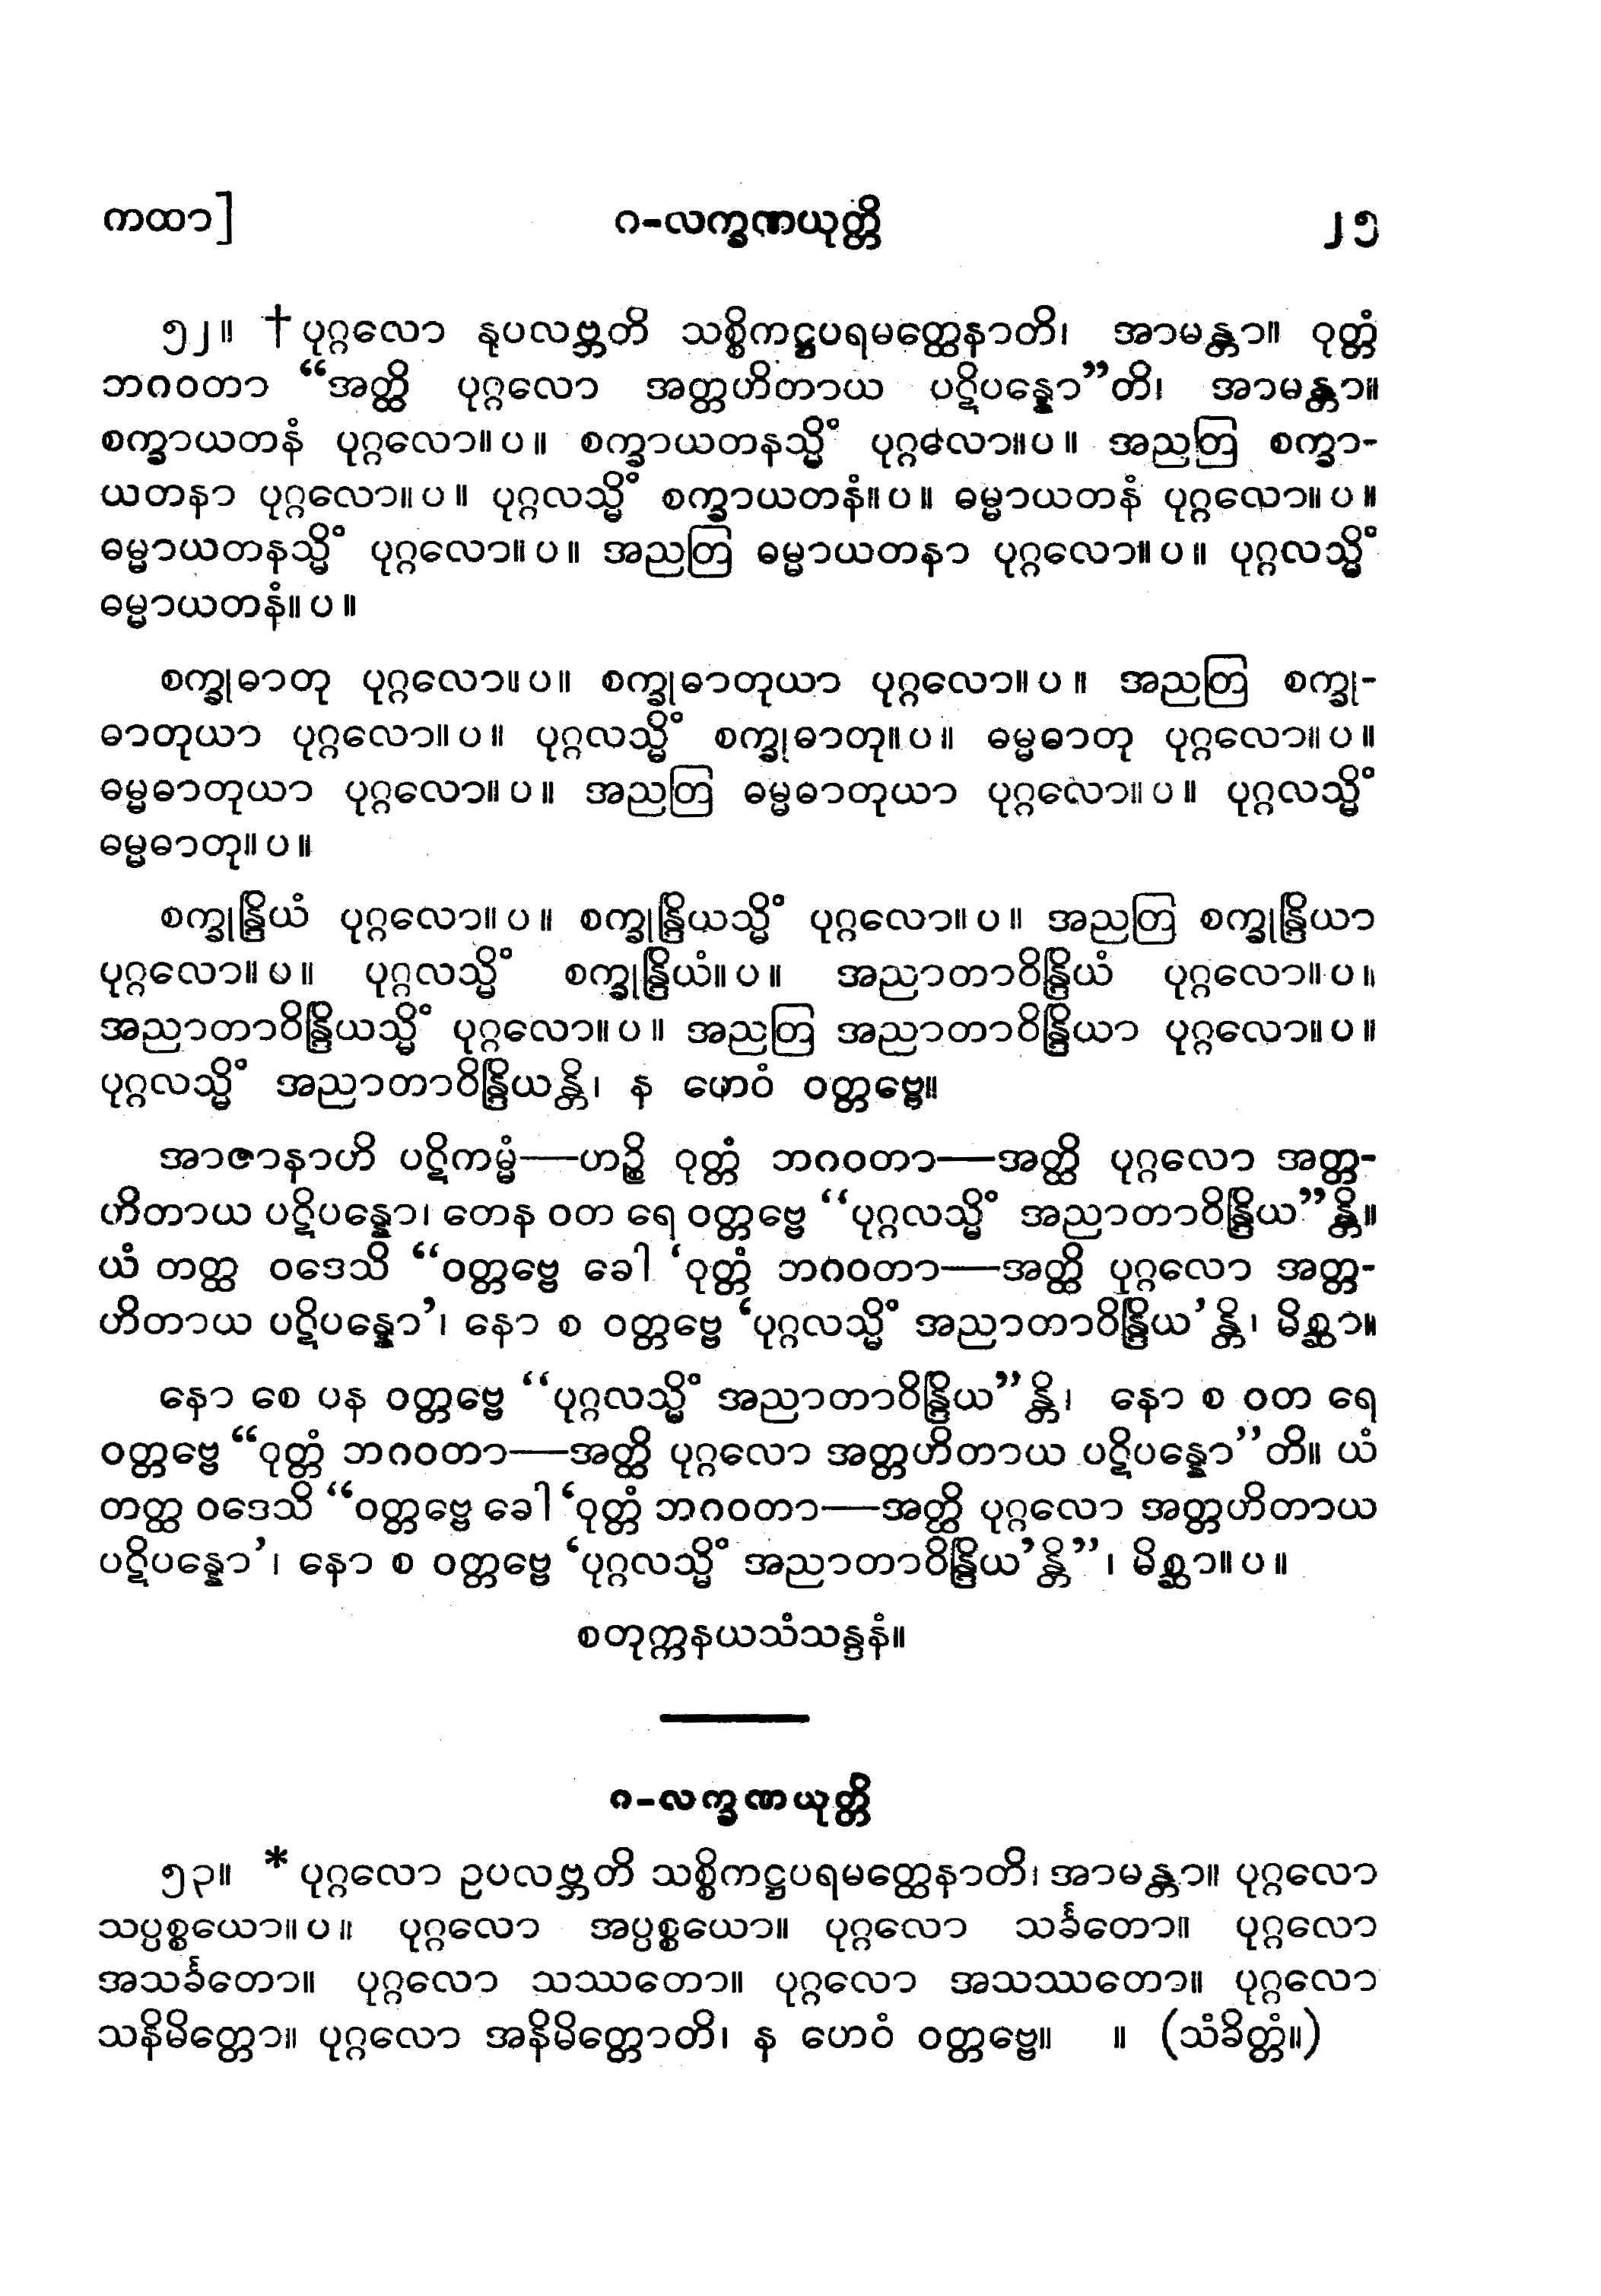 ကထာ] ဂ-လက္ခဏယုတ္တိ ၂၅
၅၂။ †ပုဂ္ဂလော နုပလဗ္ဘတိ သစ္စိကဋ္ဌပရမတ္ထေနာတိ၊ အာမန္တာ။ ဝုတ္တံ
ဘဂဝတာ “အတ္ထိ ပုဂ္ဂလော အတ္တဟိတာယ ပဋိပန္နော”တိ၊ အာမန္တာ။
စက္ခာယတနံ ပုဂ္ဂလော။ပ။ စက္ခာယတနသ္မိံ ပုဂ္ဂလော။ပ။ အညတြ စက္ခာ-
ယတနာ ပုဂ္ဂလော။ပ။ ပုဂ္ဂလသ္မိံ စက္ခာယတနံ။ပ။ ဓမ္မာယတနံ ပုဂ္ဂလော။ပ။
ဓမ္မာယတနသ္မိံ ပုဂ္ဂလော။ပ။ အညတြ ဓမ္မာယတနာ ပုဂ္ဂလော။ပ။ ပုဂ္ဂလသ္မိံ
ဓမ္မာယတနံ။ပ။
စက္ခုဓာတု ပုဂ္ဂလော။ပ။ စက္ခုဓာတုယာ ပုဂ္ဂလော။ပ။ အညတြ စက္ခု-
ဓာတုယာ ပုဂ္ဂလော။ပ။ ပုဂ္ဂလသ္မိံ စက္ခုဓာတု။ပ။ ဓမ္မဓာတု ပုဂ္ဂလော။ပ။
ဓမ္မဓာတုယာ ပုဂ္ဂလော။ပ။ အညတြ ဓမ္မဓာတုယာ ပုဂ္ဂလော။ပ။ ပုဂ္ဂလသ္မိံ
ဓမ္မဓာတု။ပ။
စက္ခုန္ဒြိယံ ပုဂ္ဂလော။ပ။ စက္ခုန္ဒြိယသ္မိံ ပုဂ္ဂလော။ပ။ အညတြ စက္ခုန္ဒြိယာ
ပုဂ္ဂလော။ပ။ ပုဂ္ဂလသ္မိံ စက္ခုန္ဒြိယံ။ပ။ အညာတာဝိန္ဒြိယံ ပုဂ္ဂလော။ပ။
အညာတာဝိန္ဒြိယသ္မိံ ပုဂ္ဂလော။ပ။ အညတြ အညာတာဝိန္ဒြိယာ ပုဂ္ဂလော။ပ။
ပုဂ္ဂလသ္မိံ အညာတာဝိန္ဒြိယန္တိ၊ န ဟေဝံ ဝတ္တဗ္ဗေ။
အာဇာနာဟိ ပဋိကမ္မံ—ဟဉ္စိ ဝုတ္တံ ဘဂဝတာ—အတ္ထိ ပုဂ္ဂလော အတ္တ-
ဟိတာယ ပဋိပန္နော၊ တေန ဝတ ရေ ဝတ္တဗ္ဗေ “ပုဂ္ဂလသ္မိံ အညာတာဝိန္ဒြိယ”န္တိ။
ယံ တတ္ထ ဝဒေသိ “ဝတ္တဗ္ဗေ ခေါ ‘ဝုတ္တံ ဘဂဝတာ—အတ္ထိ ပုဂ္ဂလော အတ္တ-
ဟိတာယ ပဋိပန္နော’၊ နော စ ဝတ္တဗ္ဗေ ‘ပုဂ္ဂလသ္မိံ အညာတာဝိန္ဒြိယ’န္တိ၊ မိစ္ဆာ။
နော စေ ပန ဝတ္တဗ္ဗေ “ပုဂ္ဂလသ္မိံ အညာတာဝိန္ဒြိယ”န္တိ၊ နော စ ဝတ ရေ
ဝတ္တဗ္ဗေ “ဝုတ္တံ ဘဂဝတာ—အတ္ထိ ပုဂ္ဂလော အတ္တဟိတာယ ပဋိပန္နော”တိ။ ယံ
တတ္ထ ဝဒေသိ “ဝတ္တဗ္ဗေ ခေါ ‘ဝုတ္တံ ဘဂဝတာ—အတ္ထိ ပုဂ္ဂလော အတ္တဟိတာယ
ပဋိပန္နော’၊ နော စ ဝတ္တဗ္ဗေ ‘ပုဂ္ဂလသ္မိံ အညာတာဝိန္ဒြိယ’န္တိ”၊ မိစ္ဆာ။ပ။
စတုက္ကနယသံသန္ဒနံ။
ဂ-လက္ခဏယုတ္တိ
၅၃။ *ပုဂ္ဂလော ဥပလဗ္ဘတိ သစ္စိကဋ္ဌပရမတ္ထေနာတိ၊ အာမန္တာ။ ပုဂ္ဂလော
သပ္ပစ္စယော။ပ။ ပုဂ္ဂလော အပ္ပစ္စယော။ ပုဂ္ဂလော သင်္ခတော။ ပုဂ္ဂလော
အသင်္ခတော။ ပုဂ္ဂလော သဿတော။ ပုဂ္ဂလော အသဿတော။ ပုဂ္ဂလော
သနိမိတ္တော။ ပုဂ္ဂလော အနိမိတ္တောတိ၊ န ဟေဝံ ဝတ္တဗ္ဗေ။ ။ (သံခိတ္တံ။)